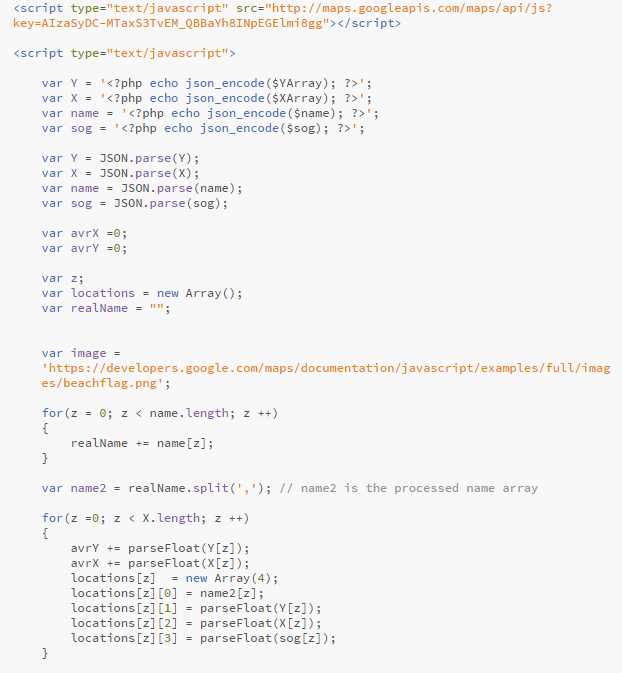 <script type="text/javascript" src="http://maps.googleapis.com/maps/api/js?
key=AIzaSyDC-MTaxS3TvEM_QBBaYh8INpEGElmi8gg"></script>
<script type="text/javascript">
var Y = '<?php echo json_encode($YArray); ?>';
var X = '<?php echo json_encode($XArray); ?>';
var name = '<?php echo json_encode($name); ?>';
var sog = '<?php echo json_encode($sog); ?>';
var Y = JSON.parse(Y);
var X = JSON.parse(X);
var name = JSON.parse(name);
var sog = JSON.parse(sog);
var avrX =0;
var avrY =0;
var z;
var locations = new Array();
var realName = "";
var image =
'https://developers.google.com/maps/documentation/javascript/examples/full/imag
es/beachflag.png';
for(z = 0; z < name.length; z ++)
{
realName += name[z];
}
var name2 = realName.split(','); // name2 is the processed name array
for(z =0; z < X.length; z ++)
{
avrY += parseFloat(Y[z]);
avrX += parseFloat(X[z]);
locations[z]  = new Array(4);
locations[z][0] = name2[z];
locations[z][1] = parseFloat(Y[z]);
locations[z][2] = parseFloat(X[z]);
locations[z][3] = parseFloat(sog[z]);
}